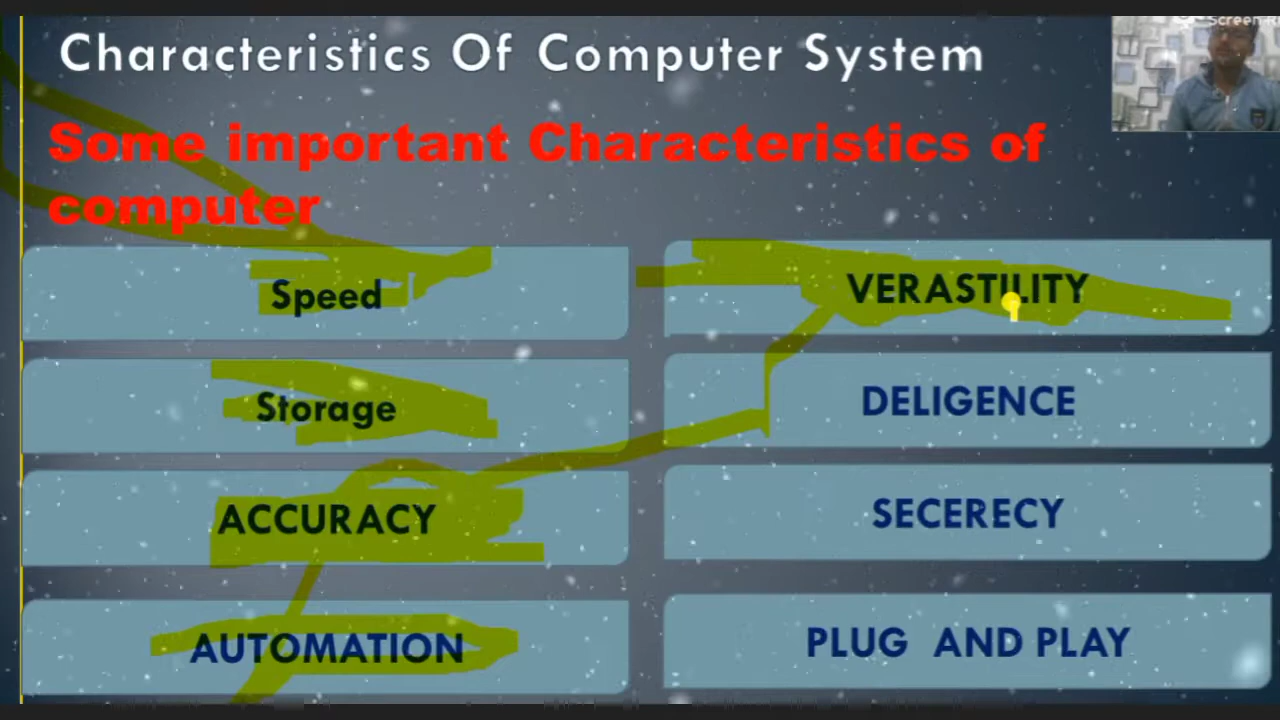 Screen R
Characteristics Of Computer System
Some important Characteristics of
computer
Speed
VERASTILITY
Storage
DELIGENCE
ACCURACY
SECERECY
AUTOMATION
PLUG AND PLAY